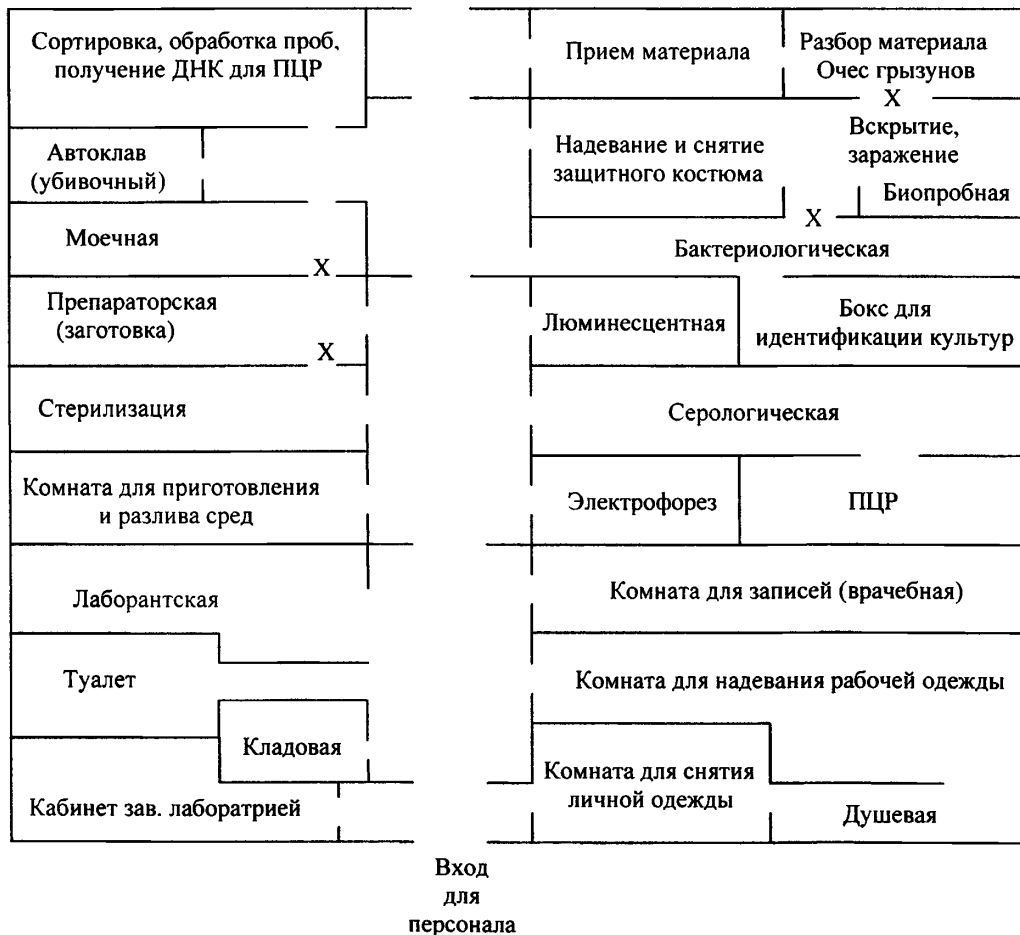 Сортировка, обработка проб,
получение ДНК для ПЦР
Прием материала
Разбор материала
Очес грызунов
X
Автоклав
(убивочный)
Надевание и снятие
защитного костюма
Вскрытие,
заражение
Биопробная
X
Моечная
X
Бактериологическая
Препараторская
(заготовка)
X
Люминесцентная
Бокс для
идентификации культур
Стерилизация
Серологическая
Комната для приготовления
и разлива сред
Электрофорез
ПЦР
Лаборантская
Комната для записей (врачебная)
Туалет
Комната для надевания рабочей одежды
Кладовая
Кабинет зав. лаборатрией
Комната для снятия
личной одежды
Душевая
Вход
для
персонала